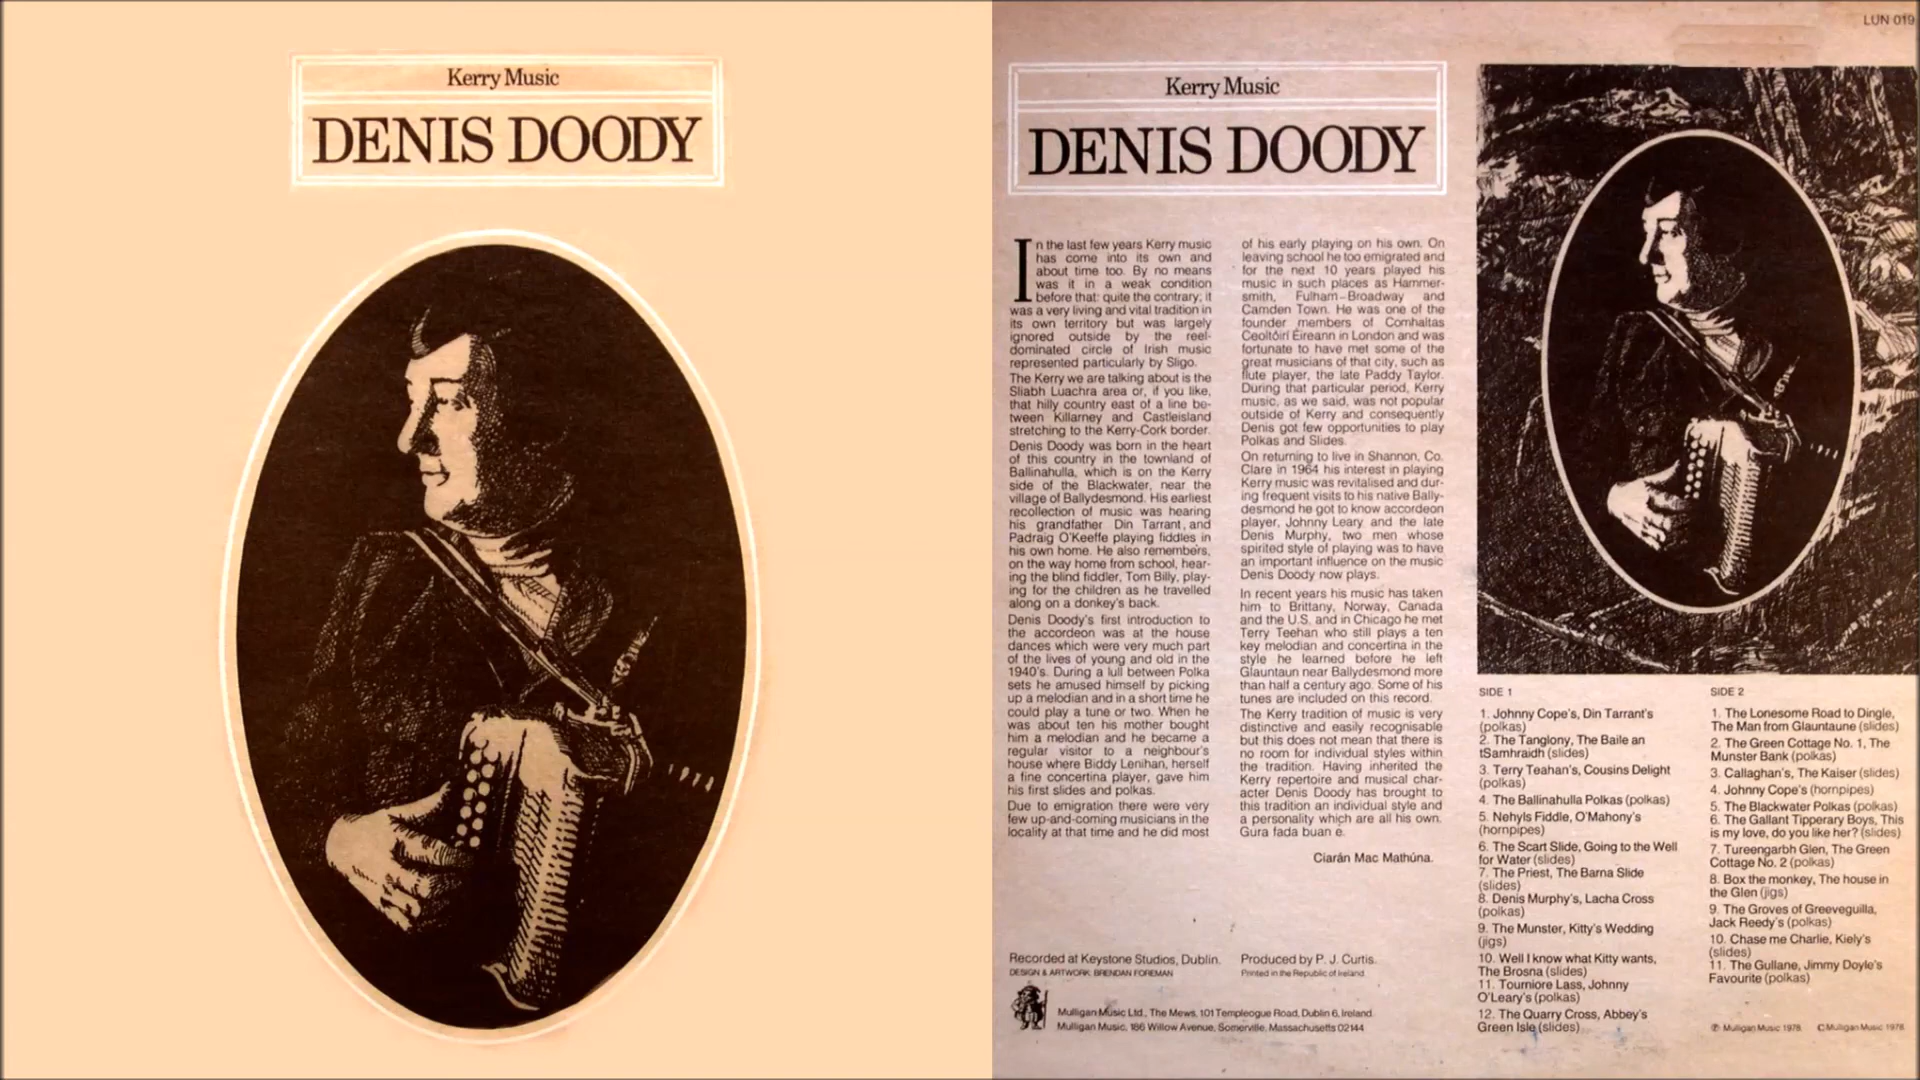 Kerry Music
DENIS DOODY
LUN 019
Kerry Music
DENIS DOODY
In the last few years Kerry music
has come into its own and
about time too. By no means
was it in a weak condition
before that: quite the contrary; it
was a very living and vital tradition in
its own territory but was largely
ignored outside by the reel-
dominated circle of Irish music
represented particularly by Sligo.
The Kerry we are talking about is the
Sliabh Luachra area or, if you like,
that hilly country east of a line be-
tween Killarney and Castleisland
stretching to the Kerry-Cork border.
Denis Doody was born in the heart
of this country in the townland of
Ballinahulla, which is on the Kerry
side of the Blackwater, near the
village of Ballydesmond. His earliest
recollection of music was hearing
his grandfather Din Tarrant, and
Padraig O'Keeffe playing fiddles in
his own home. He also remembers,
on the way home from school, hear-
ing the blind fiddler, Tom Billy, play-
ing for the children as he travelled
along on a donkey's back.
Denis Doody's first introduction to
the accordeon was at the house
dances which were very much part
of the lives of young and old in the
1940's. During a lull between Polka
sets he amused himself by picking
up a melodian and in a short time he
could play a tune or two. When he
was about ten his mother bought
him a melodian and he became a
regular visitor to a neighbour's
house where Biddy Lenihan, herself
a fine concertina player, gave him
his first slides and polkas.
Due to emigration there were very
few up-and-coming musicians in the
locality at that time and he did most
of his early playing on his own. On
leaving school he too emigrated and
for the next 10 years played his
music in such places as Hammer-
smith, Fulham-Broadway and
Camden Town. He was one of the
founder members of Comhaltas
Ceoltóirí Éireann in London and was
fortunate to have met some of the
great musicians of that city, such as
flute player, the late Paddy Taylor.
During that particular period, Kerry
music, as we said, was not popular
outside of Kerry and consequently
Denis got few opportunities to play
Polkas and Slides.
On returning to live in Shannon, Co.
Clare in 1964 his interest in playing
Kerry music was revitalised and dur-
ing frequent visits to his native Bally-
desmond he got to know accordeon
player, Johnny Leary and the late
Denis Murphy, two men whose
spirited style of playing was to have
an important influence on the music
Denis Doody now plays.
In recent years his music has taken
him to Brittany, Norway, Canada
and the U.S. and in Chicago he met
Terry Teehan who still plays a ten
key melodian and concertina in the
style he learned before he left
Glauntaun near Ballydesmond more
than half a century ago. Some of his
tunes are included on this record.
The Kerry tradition of music is very
distinctive and easily recognisable
but this does not mean that there is
no room for individual styles within
the tradition. Having inherited the
Kerry repertoire and musical char-
acter Denis Doody has brought to
this tradition an individual style and
a personality which are all his own.
Gura fada buan é.
Ciarán Mac Mathúna.
Recorded at Keystone Studios, Dublin.
DESIGN & ARTWORK: BRENDAN FOREMAN
Produced by P. J. Curtis.
Printed in the Republic of Ireland
Mulligan Music Ltd., The Mews, 101 Templeogue Road, Dublin 6, Ireland.
Mulligan Music, 186 Willow Avenue, Somerville, Massachusetts 02144
SIDE 1
1. Johnny Cope's, Din Tarrant's
(polkas)
2. The Tanglony, The Baile an
tSamhraidh (slides)
3. Terry Teahan's, Cousins Delight
(polkas)
4. The Ballinahulla Polkas (polkas)
5. Nehyls Fiddle, O'Mahony's
(hornpipes)
6. The Scart Slide, Going to the Well
for Water (slides)
7. The Priest, The Barna Slide
(slides)
8. Denis Murphy's, Lacha Cross
(polkas)
9. The Munster, Kitty's Wedding
(jigs)
10. Well I know what Kitty wants,
The Brosna (slides)
11. Tourniore Lass, Johnny
O'Leary's (polkas)
12. The Quarry Cross, Abbey's
Green Isle (slides)
SIDE 2
1. The Lonesome Road to Dingle,
The Man from Glauntaune (slides)
2. The Green Cottage No. 1, The
Munster Bank (polkas)
3. Callaghan's, The Kaiser (slides)
4. Johnny Cope's (hornpipes)
5. The Blackwater Polkas (polkas)
6. The Gallant Tipperary Boys, This
is my love, do you like her? (slides)
7. Tureengarbh Glen, The Green
Cottage No. 2 (polkas)
8. Box the monkey, The house in
the Glen (jigs)
9. The Groves of Greeveguilla,
Jack Reedy's (polkas)
10. Chase me Charlie, Kiely's
(slides)
11. The Gullane, Jimmy Doyle's
Favourite (polkas)
℗ Mulligan Music 1978. © Mulligan Music 1978.